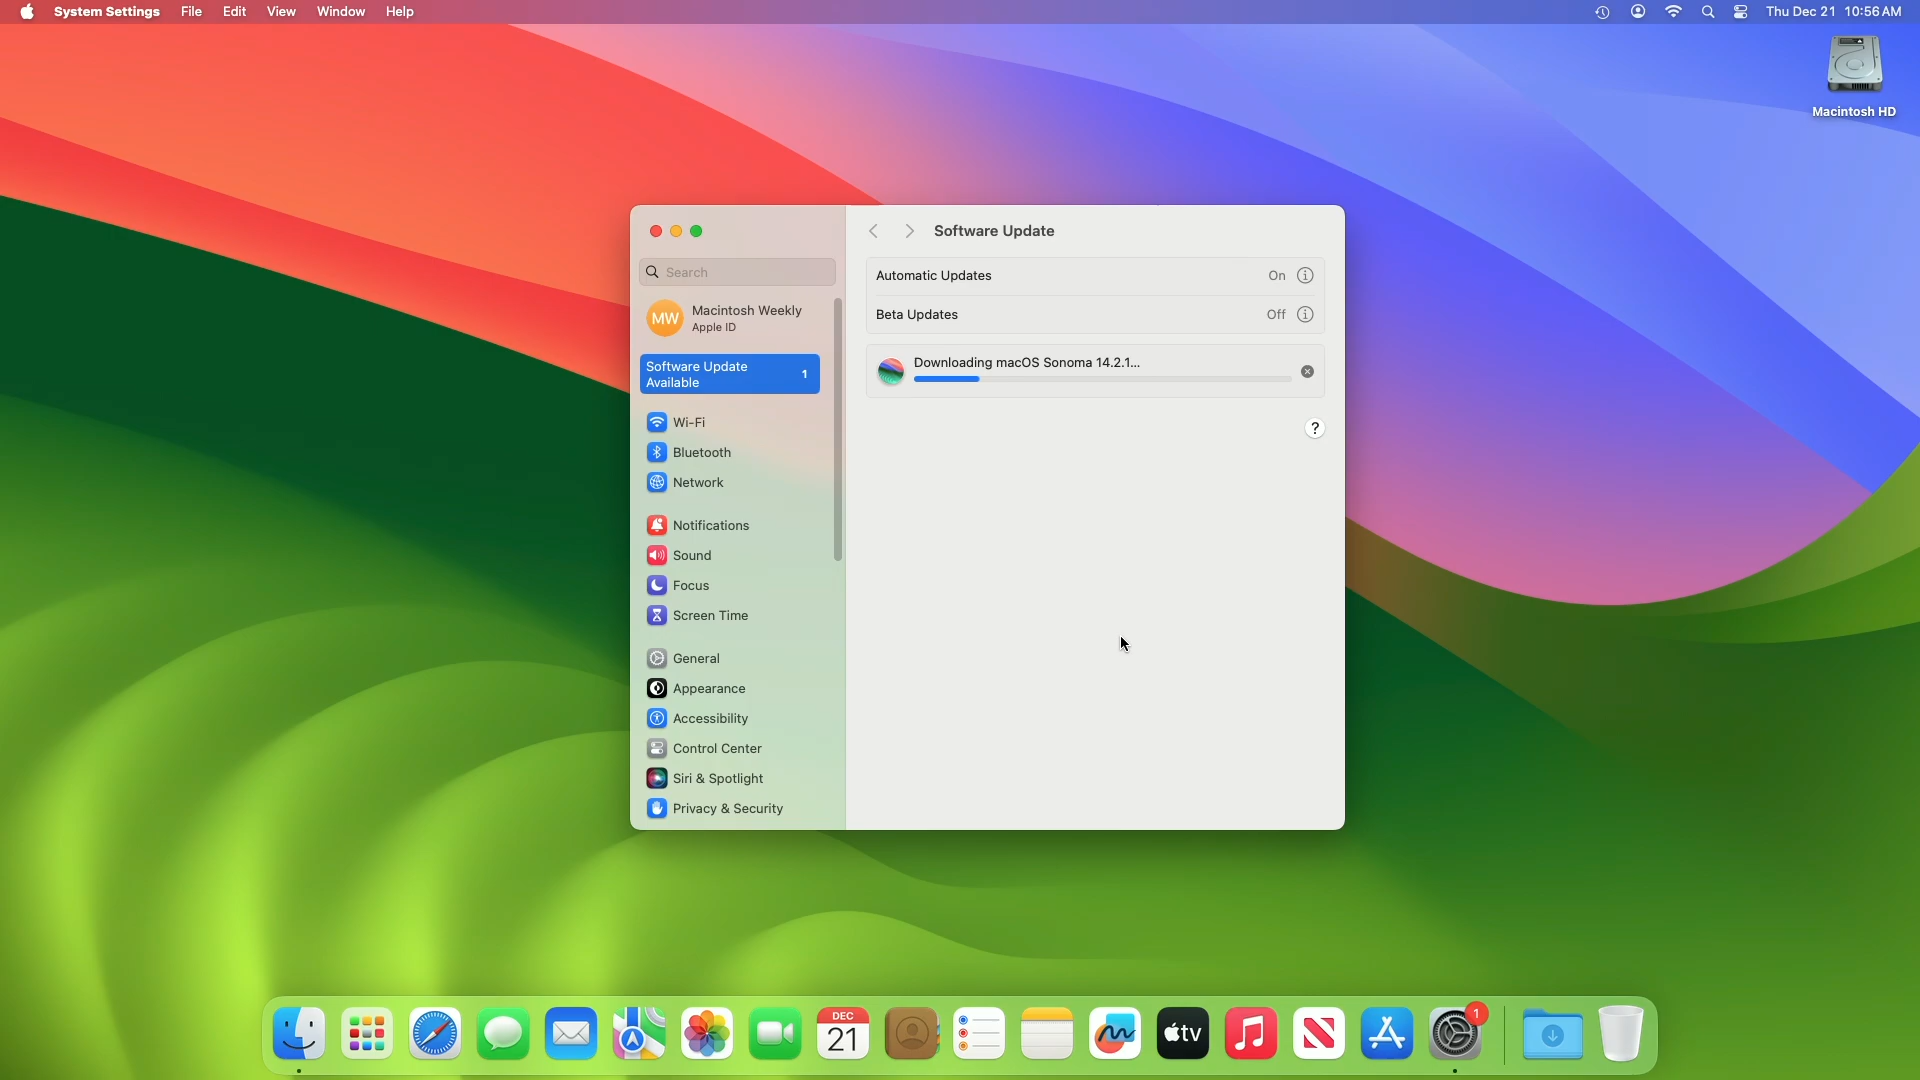 System Settings File Edit View Window Help Thu Dec 21 10:56 AM
Macintosh HD
Software Update
Search
Automatic Updates On
Macintosh Weekly
Apple ID
Beta Updates Off
MW
Software Update
Available
1
Downloading macOS Sonoma 14.2.1...
?
Wi-Fi
Bluetooth
Network
Notifications
Sound
Focus
Screen Time
General
Appearance
Accessibility
Control Center
Siri & Spotlight
Privacy & Security
DEC
21
tv
1